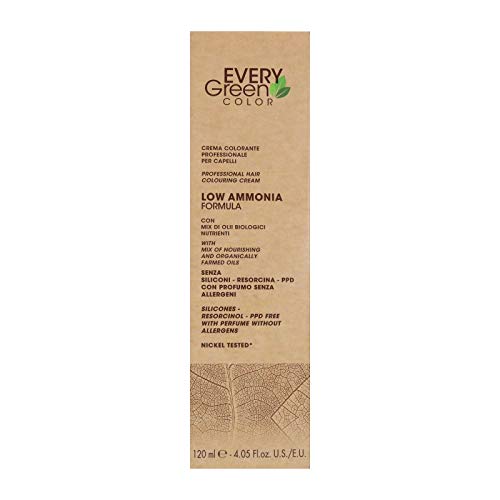 EVERY
Green
COLOR
CREMA COLORANTE
PROFESSIONALE
PER CAPELLI
PROFESSIONAL HAIR
COLOURING CREAM
LOW AMMONIA
FORMULA
CON
MIX DI OLII BIOLOGICI
NUTRIENTI
WITH
MIX OF NOURISHING
AND ORGANICALLY
FARMED OILS
SENZA
SILICONI - RESORCINA - PPD
CON PROFUMO SENZA
ALLERGENI
SILICONES -
RESORCINOL - PPD FREE
WITH PERFUME WITHOUT
ALLERGENS
NICKEL TESTED*
120 ml ℮ - 4.05 Fl.oz. U.S./E.U.